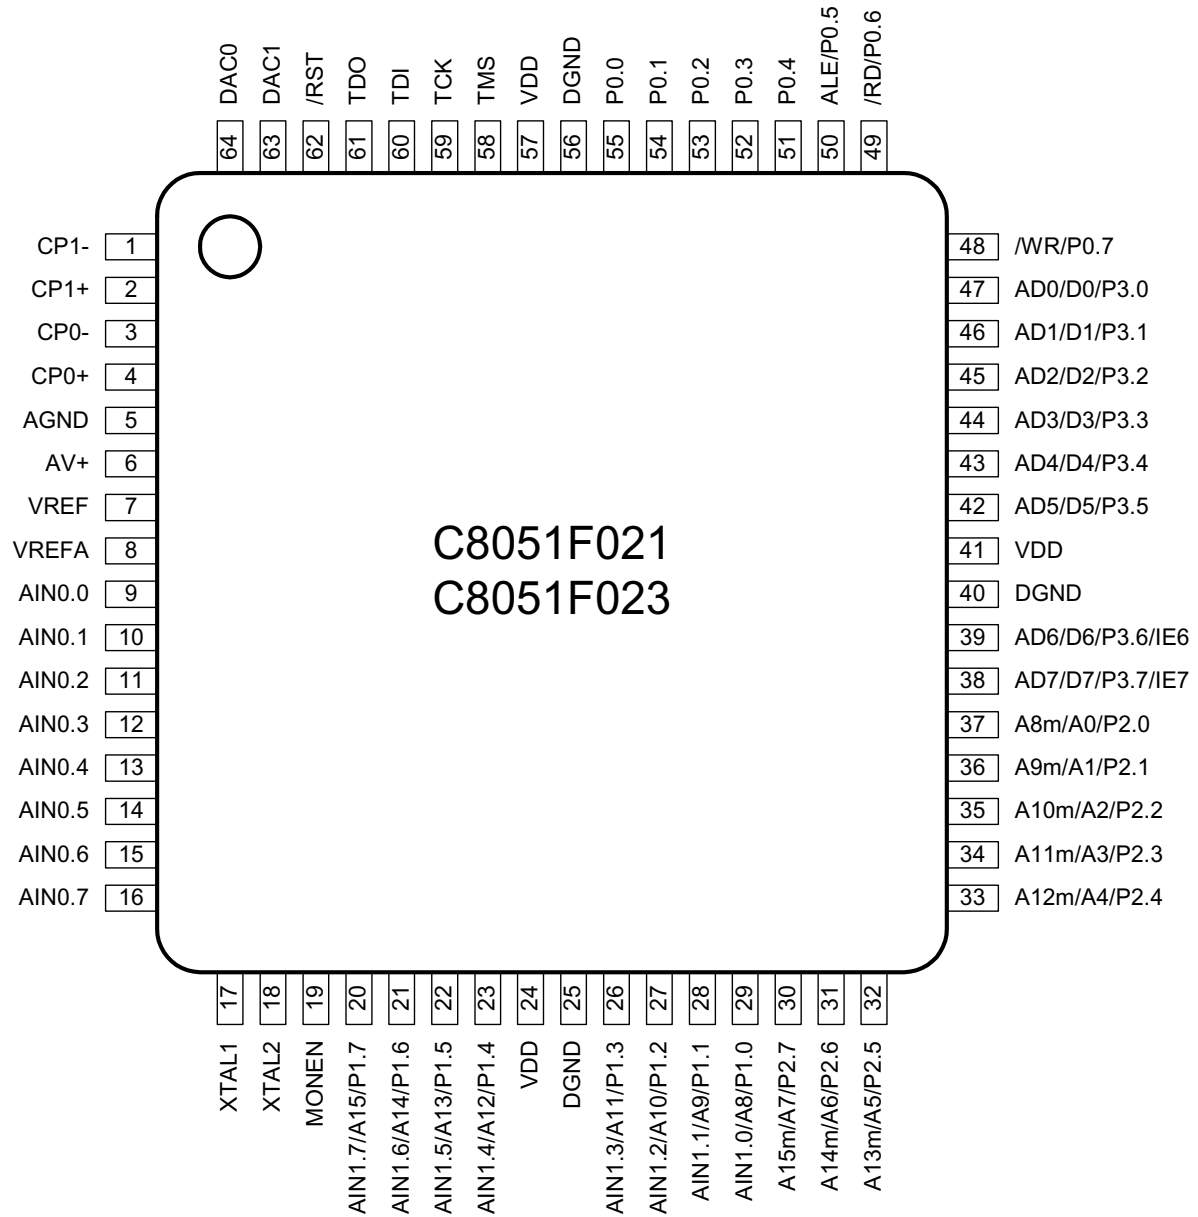 DAC0
DAC1
/RST
TDO
TDI
TCK
TMS
VDD
DGND
P0.0
P0.1
P0.2
P0.3
P0.4
ALE/P0.5
/RD/P0.6
64
63
62
61
60
59
58
57
56
55
54
53
52
51
50
49
CP1- 1
CP1+ 2
CP0- 3
CP0+ 4
AGND 5
AV+ 6
VREF 7
VREFA 8
AIN0.0 9
AIN0.1 10
AIN0.2 11
AIN0.3 12
AIN0.4 13
AIN0.5 14
AIN0.6 15
AIN0.7 16
C8051F021
C8051F023
48 /WR/P0.7
47 AD0/D0/P3.0
46 AD1/D1/P3.1
45 AD2/D2/P3.2
44 AD3/D3/P3.3
43 AD4/D4/P3.4
42 AD5/D5/P3.5
41 VDD
40 DGND
39 AD6/D6/P3.6/IE6
38 AD7/D7/P3.7/IE7
37 A8m/A0/P2.0
36 A9m/A1/P2.1
35 A10m/A2/P2.2
34 A11m/A3/P2.3
33 A12m/A4/P2.4
17
18
19
20
21
22
23
24
25
26
27
28
29
30
31
32
XTAL1
XTAL2
MONEN
AIN1.7/A15/P1.7
AIN1.6/A14/P1.6
AIN1.5/A13/P1.5
AIN1.4/A12/P1.4
VDD
DGND
AIN1.3/A11/P1.3
AIN1.2/A10/P1.2
AIN1.1/A9/P1.1
AIN1.0/A8/P1.0
A15m/A7/P2.7
A14m/A6/P2.6
A13m/A5/P2.5